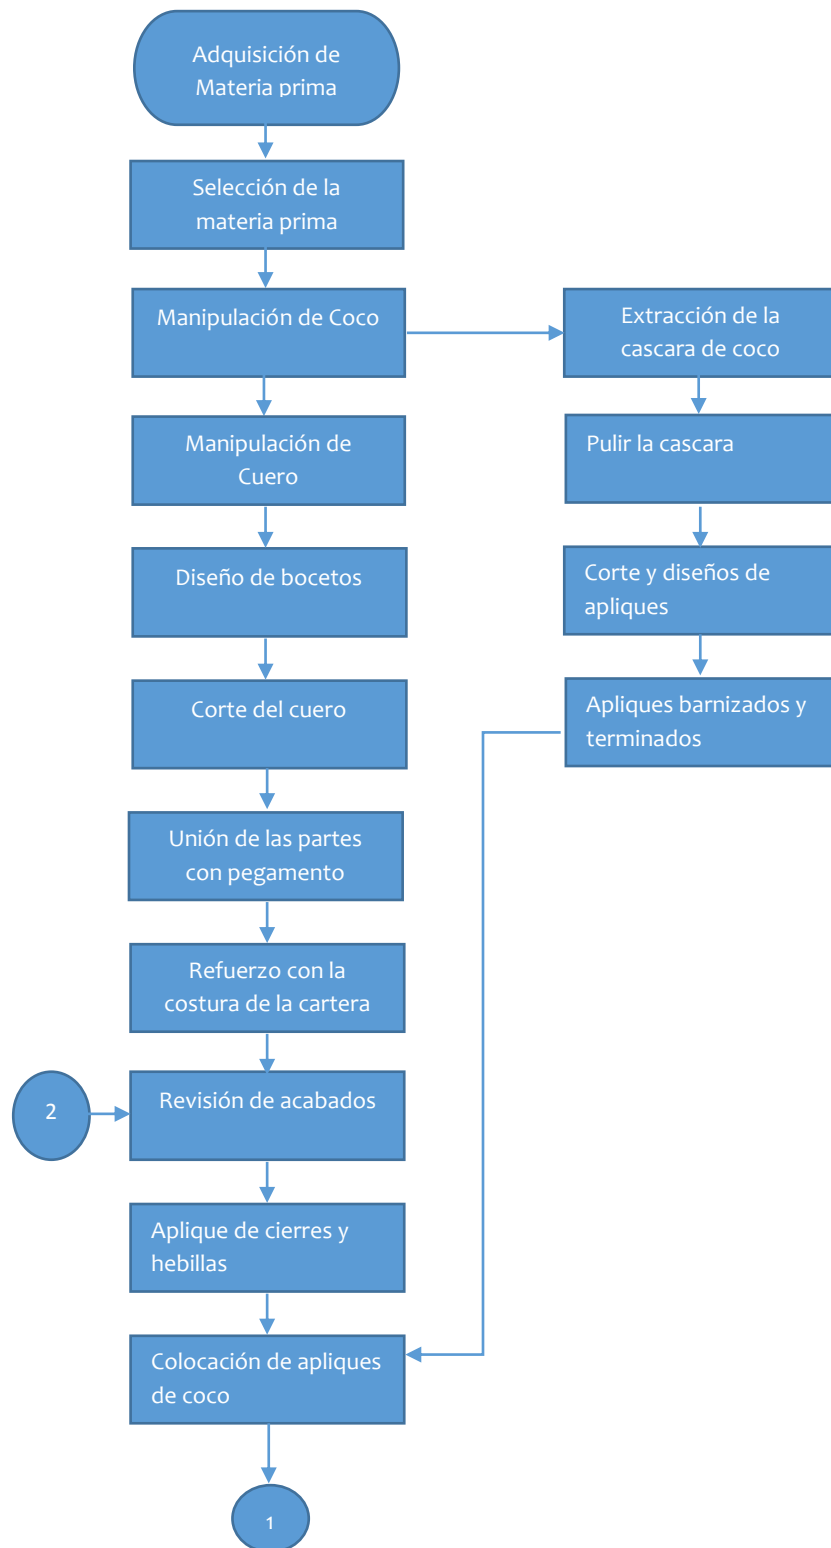 Adquisición de
Materia prima
Selección de la
materia prima
Manipulación de Coco
Extracción de la
cascara de coco
Manipulación de
Cuero
Pulir la cascara
Diseño de bocetos
Corte y diseños de
apliques
Corte del cuero
Apliques barnizados y
terminados
Unión de las partes
con pegamento
Refuerzo con la
costura de la cartera
2
Revisión de acabados
Aplique de cierres y
hebillas
Colocación de apliques
de coco
1